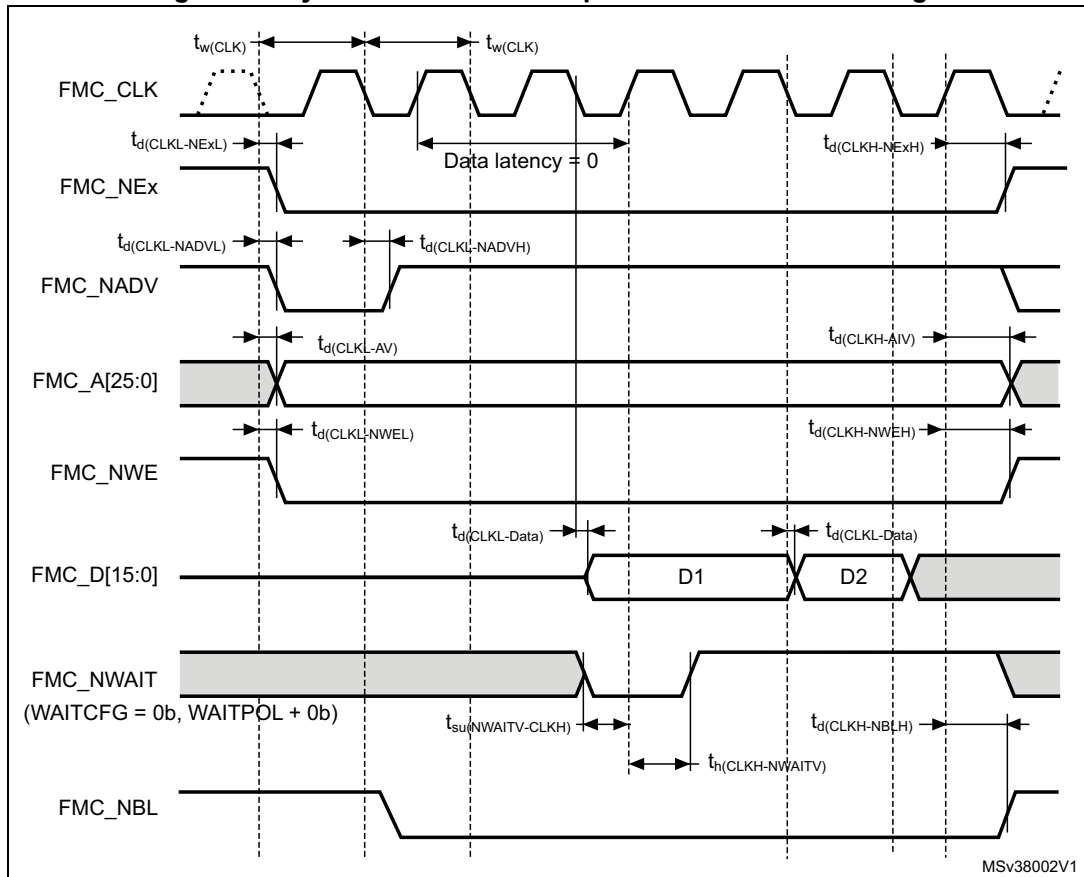 tw(CLK) tw(CLK)
FMC_CLK
td(CLKL-NExL) Data latency = 0 td(CLKH-NExH)
FMC_NEx
td(CLKL-NADVL) td(CLKL-NADVH)
FMC_NADV
td(CLKL-AV) td(CLKH-AIV)
FMC_A[25:0]
td(CLKL-NWEL) td(CLKH-NWEH)
FMC_NWE
td(CLKL-Data) td(CLKL-Data)
FMC_D[15:0] D1 D2
FMC_NWAIT
(WAITCFG = 0b, WAITPOL + 0b)
tsu(NWAITV-CLKH) td(CLKH-NBLH)
th(CLKH-NWAITV)
FMC_NBL
MSv38002V1